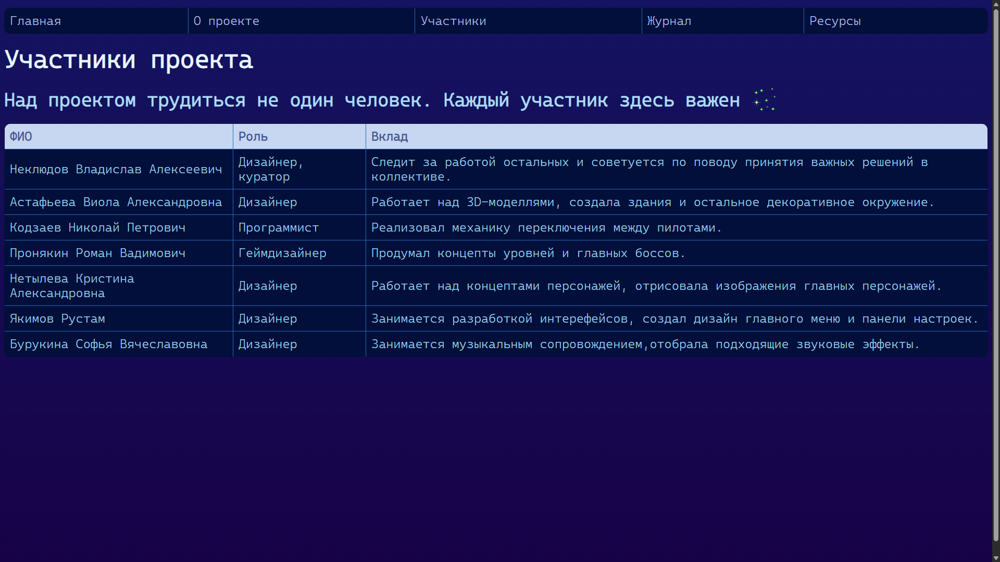 Главная О проекте Участники Журнал Ресурсы
Участники проекта
Над проектом трудиться не один человек. Каждый участник здесь важен
ФИО Роль Вклад
Неклюдов Владислав Алексеевич Дизайнер, куратор Следит за работой остальных и советуется по поводу принятия важных решений в
коллективе.
Астафьева Виола Александровна Дизайнер Работает над 3D-моделлями, создала здания и остальное декоративное окружение.
Кодзаев Николай Петрович Программист Реализовал механику переключения между пилотами.
Пронякин Роман Вадимович Геймдизайнер Продумал концепты уровней и главных боссов.
Нетылева Кристина
Александровна Дизайнер Работает над концептами персонажей, отрисовала изображения главных персонажей.
Якимов Рустам Дизайнер Занимается разработкой интерефейсов, создал дизайн главного меню и панели настроек.
Бурукина Софья Вячеславовна Дизайнер Занимается музыкальным сопровождением,отобрала подходящие звуковые эффекты.